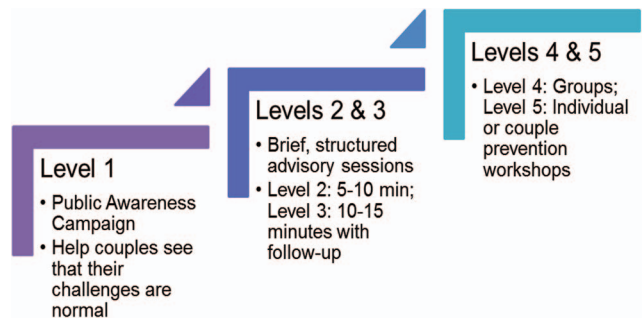 Level 1
• Public Awareness
Campaign
• Help couples see
that their
challenges are
normal
Levels 2 & 3
• Brief, structured
advisory sessions
• Level 2: 5-10 min;
Level 3: 10-15
minutes with
follow-up
Levels 4 & 5
• Level 4: Groups;
Level 5: Individual
or couple
prevention
workshops